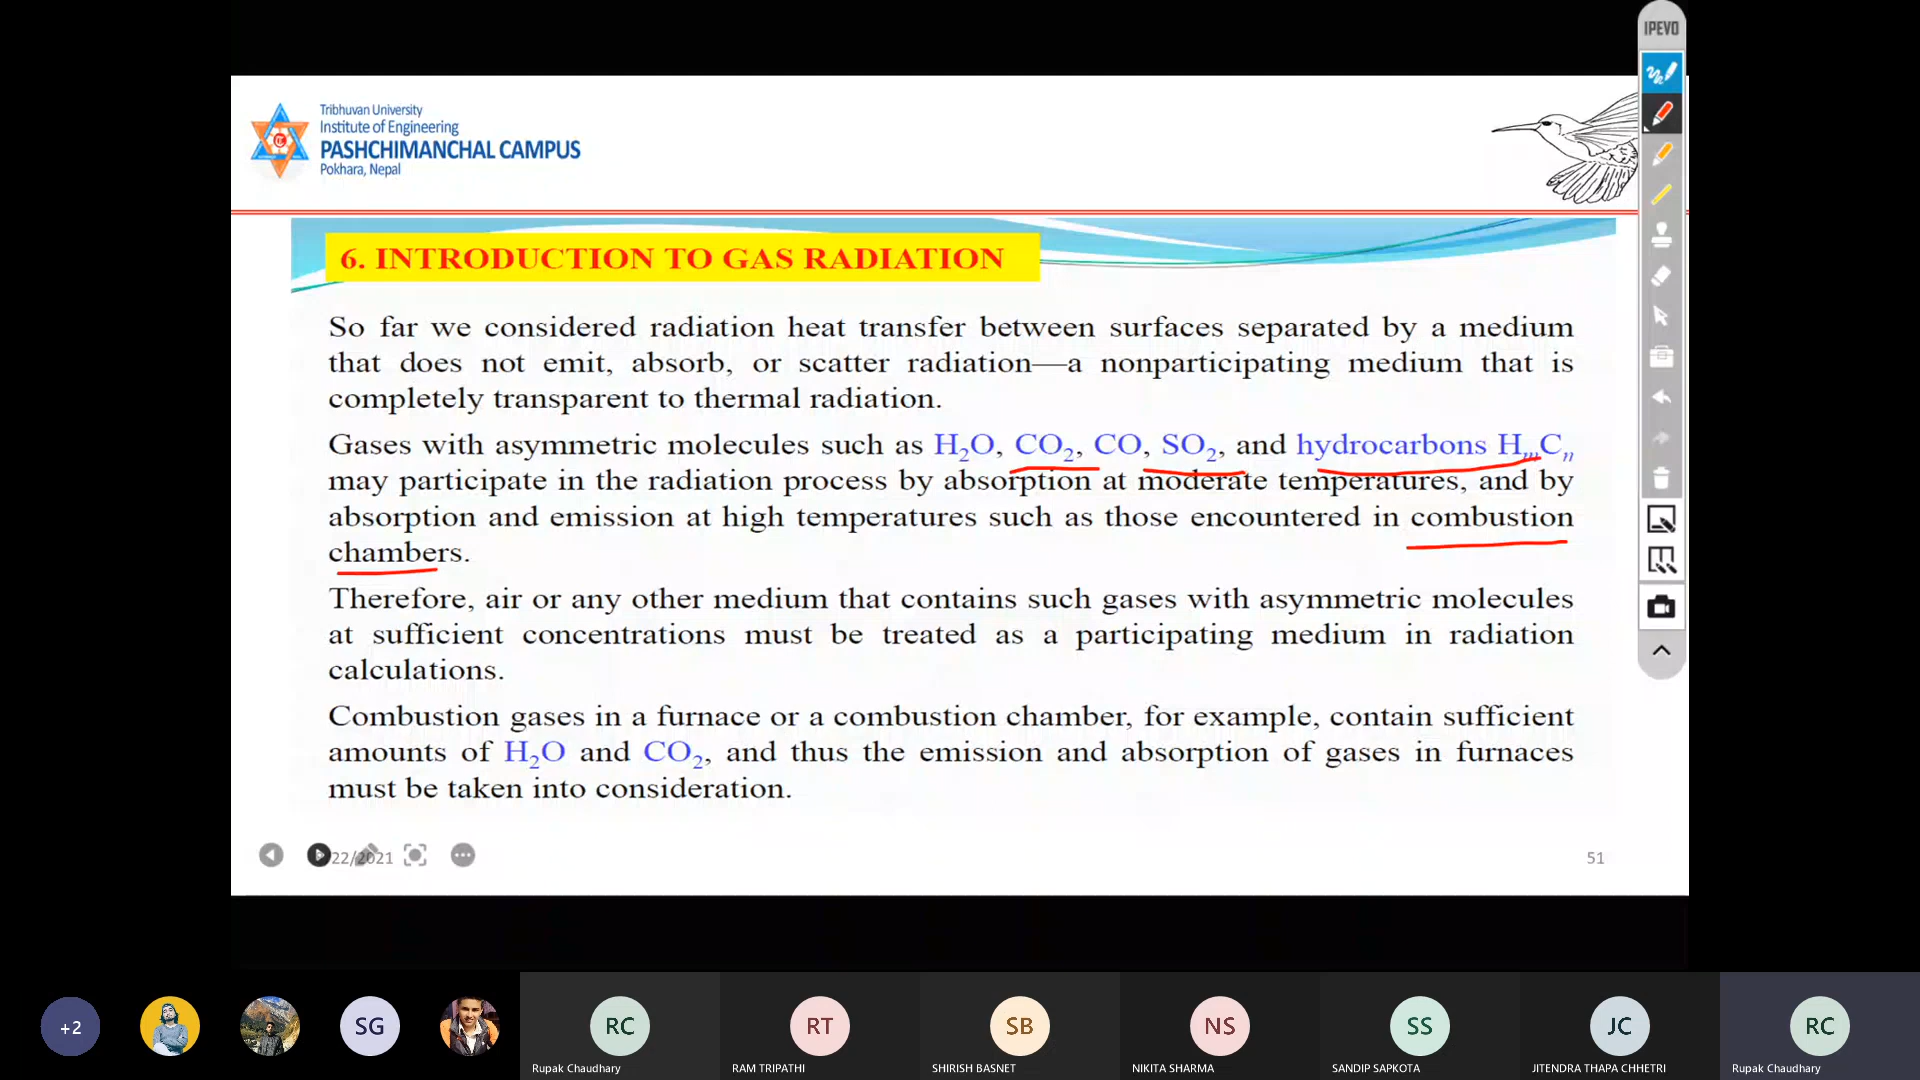 IPEVO
Tribhuvan University
Institute of Engineering
PASHCHIMANCHAL CAMPUS
Pokhara, Nepal
6. INTRODUCTION TO GAS RADIATION
So far we considered radiation heat transfer between surfaces separated by a medium
that does not emit, absorb, or scatter radiation—a nonparticipating medium that is
completely transparent to thermal radiation.
Gases with asymmetric molecules such as H₂O, CO₂, CO, SO₂, and hydrocarbons HₘCₙ
may participate in the radiation process by absorption at moderate temperatures, and by
absorption and emission at high temperatures such as those encountered in combustion
chambers.
Therefore, air or any other medium that contains such gases with asymmetric molecules
at sufficient concentrations must be treated as a participating medium in radiation
calculations.
Combustion gases in a furnace or a combustion chamber, for example, contain sufficient
amounts of H₂O and CO₂, and thus the emission and absorption of gases in furnaces
must be taken into consideration.
22/2021
51
+2
SG
RC
RT
SB
NS
SS
JC
RC
Rupak Chaudhary
RAM TRIPATHI
SHIRISH BASNET
NIKITA SHARMA
SANDIP SAPKOTA
JITENDRA THAPA CHHETRI
Rupak Chaudhary